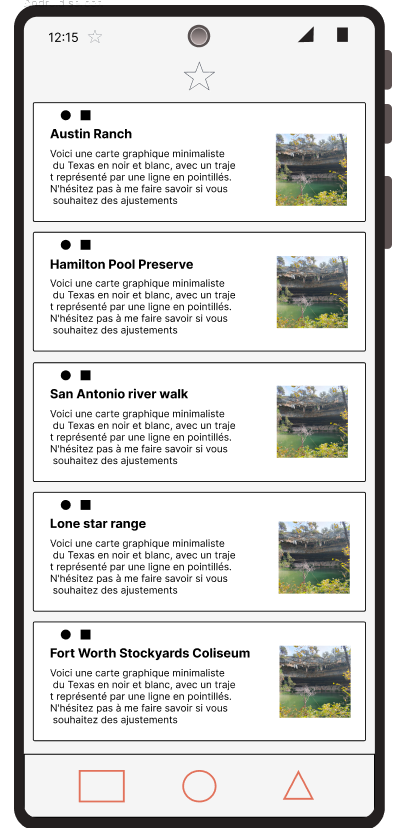 12:15
Austin Ranch
Voici une carte graphique minimaliste
du Texas en noir et blanc, avec un traje
t représenté par une ligne en pointillés.
N'hésitez pas à me faire savoir si vous
souhaitez des ajustements
Hamilton Pool Preserve
Voici une carte graphique minimaliste
du Texas en noir et blanc, avec un traje
t représenté par une ligne en pointillés.
N'hésitez pas à me faire savoir si vous
souhaitez des ajustements
San Antonio river walk
Voici une carte graphique minimaliste
du Texas en noir et blanc, avec un traje
t représenté par une ligne en pointillés.
N'hésitez pas à me faire savoir si vous
souhaitez des ajustements
Lone star range
Voici une carte graphique minimaliste
du Texas en noir et blanc, avec un traje
t représenté par une ligne en pointillés.
N'hésitez pas à me faire savoir si vous
souhaitez des ajustements
Fort Worth Stockyards Coliseum
Voici une carte graphique minimaliste
du Texas en noir et blanc, avec un traje
t représenté par une ligne en pointillés.
N'hésitez pas à me faire savoir si vous
souhaitez des ajustements